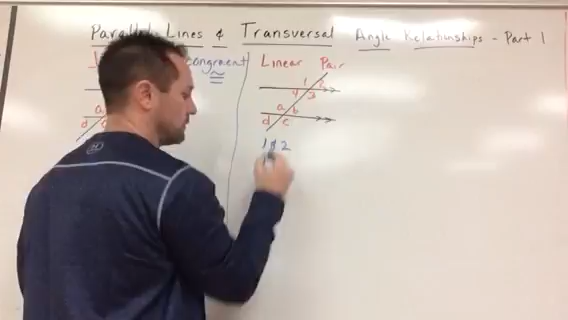 Parallel Lines & Transversal Angle Relationships - Part 1
congruent Linear Pair
≅
1 2
4 3
a a b
d d c
1 & 2